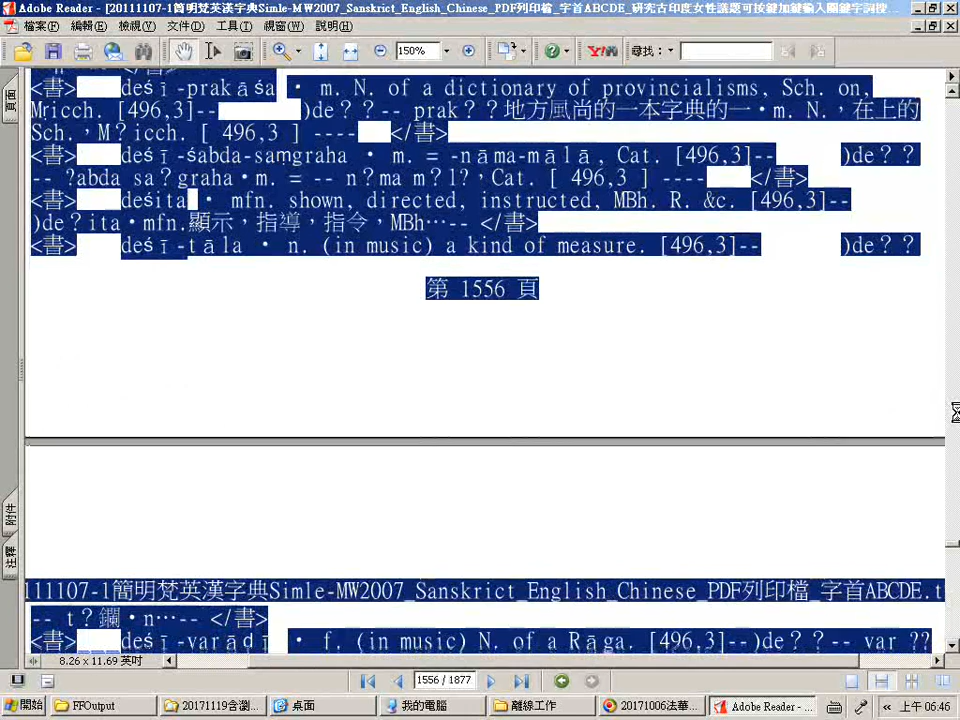 Adobe Reader - [20111107-1簡明梵英漢字典Simle-MW2007_Sanskrict_English_Chinese_PDF列印檔_字首ABCDE_研究古印度女性議題可按鍵加鍵輸入關鍵字詞搜...
檔案(F) 編輯(E) 檢視(V) 文件(D) 工具(T) 視窗(W) 說明(H)
150% 尋找：
頁面
<書> deśī-prakāśa • m. N. of a dictionary of provincialisms, Sch. on,
Mṛicch. [496,3]-- )de？？-- prak？？地方風尚的一本字典的一•m. N.，在上的
Sch.，M？icch. [ 496,3 ] ---- </書>
<書> deśī-śabda-saṃgraha • m. = -nāma-mālā, Cat. [496,3]-- )de？？
-- ?abda sa？graha•m. = -- n？ma m？l?，Cat. [ 496,3 ] ---- </書>
<書> deśita • mfn. shown, directed, instructed, MBh. R. &c. [496,3]--
)de？ita•mfn.顯示，指導，指令，MBh…-- </書>
<書> deśī-tāla • n. (in music) a kind of measure. [496,3]-- )de？？
第 1556 頁
附件
註釋
111107-1簡明梵英漢字典Simle-MW2007_Sanskrict_English_Chinese_PDF列印檔_字首ABCDE.t
-- t？鑭•n…-- </書>
<書> deśī-varāḍī • f. (in music) N. of a Rāga. [496,3]--)de？？-- var ??
8.26 x 11.69 英吋
1556 / 1877
開始 FFOutput 20171119含瀏... 桌面 我的電腦 離線工作 20171006法華... Adobe Reader - ... 上午 06:46